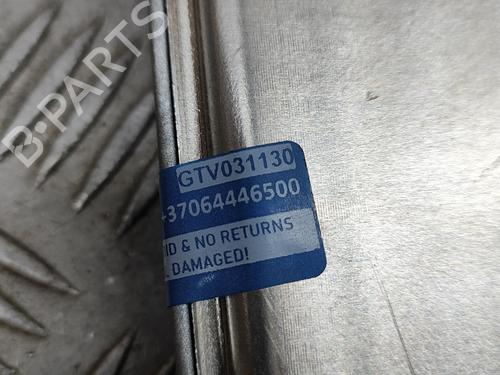 B-PARTS
GTV031130
-37064446500
ID & NO RETURNS
DAMAGED!